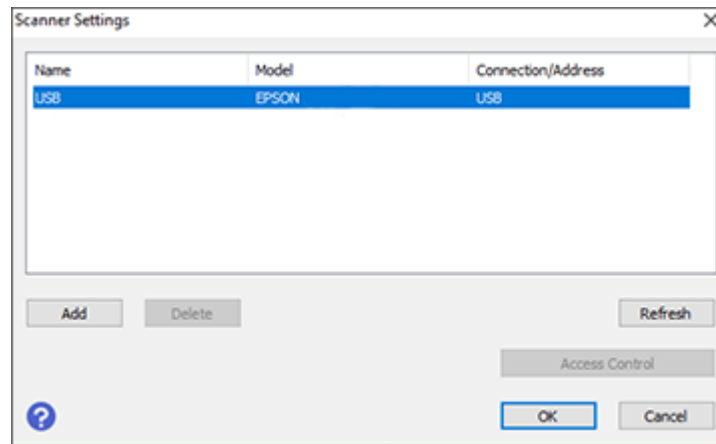 Scanner Settings
Name Model Connection/Address
USB EPSON USB
Add Delete Refresh
Access Control
OK Cancel